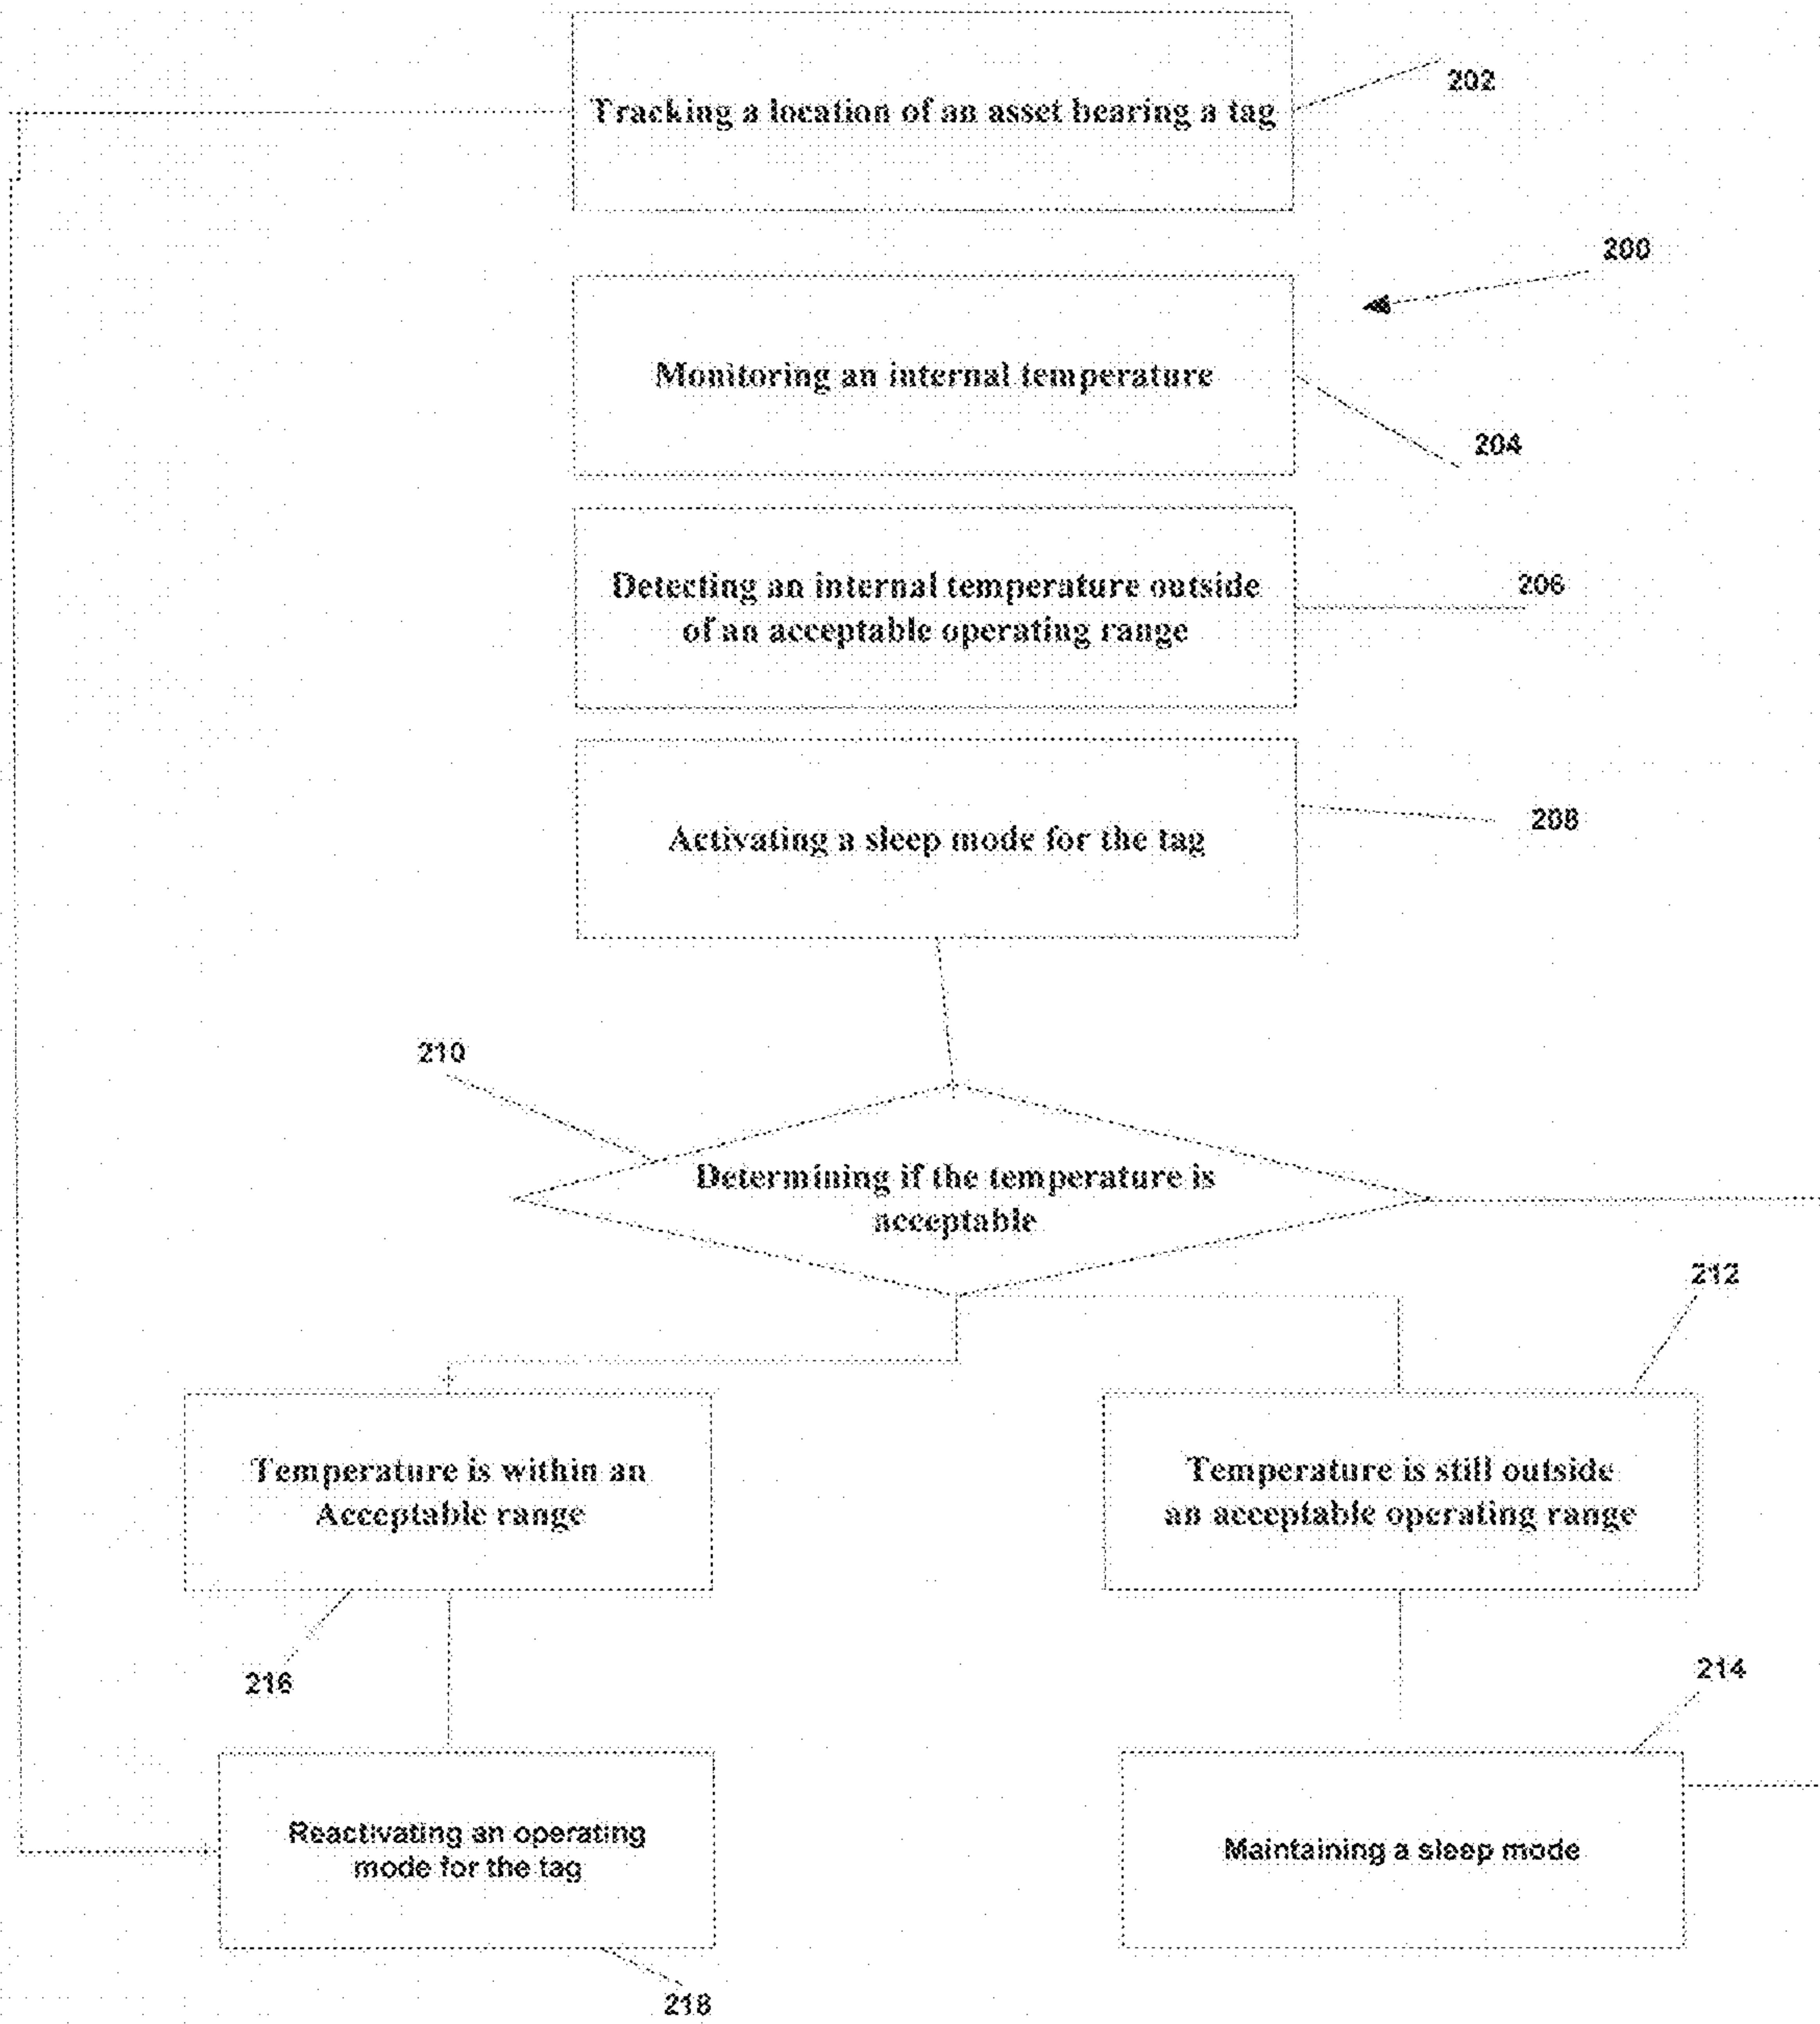 Tracking a location of an asset bearing a tag
202
200
Monitoring an internal temperature
204
Detecting an internal temperature outside
of an acceptable operating range
206
Activating a sleep mode for the tag
208
210
Determining if the temperature is
acceptable
212
Temperature is within an
Acceptable range
Temperature is still outside
an acceptable operating range
216
214
Reactivating an operating
mode for the tag
Maintaining a sleep mode
218